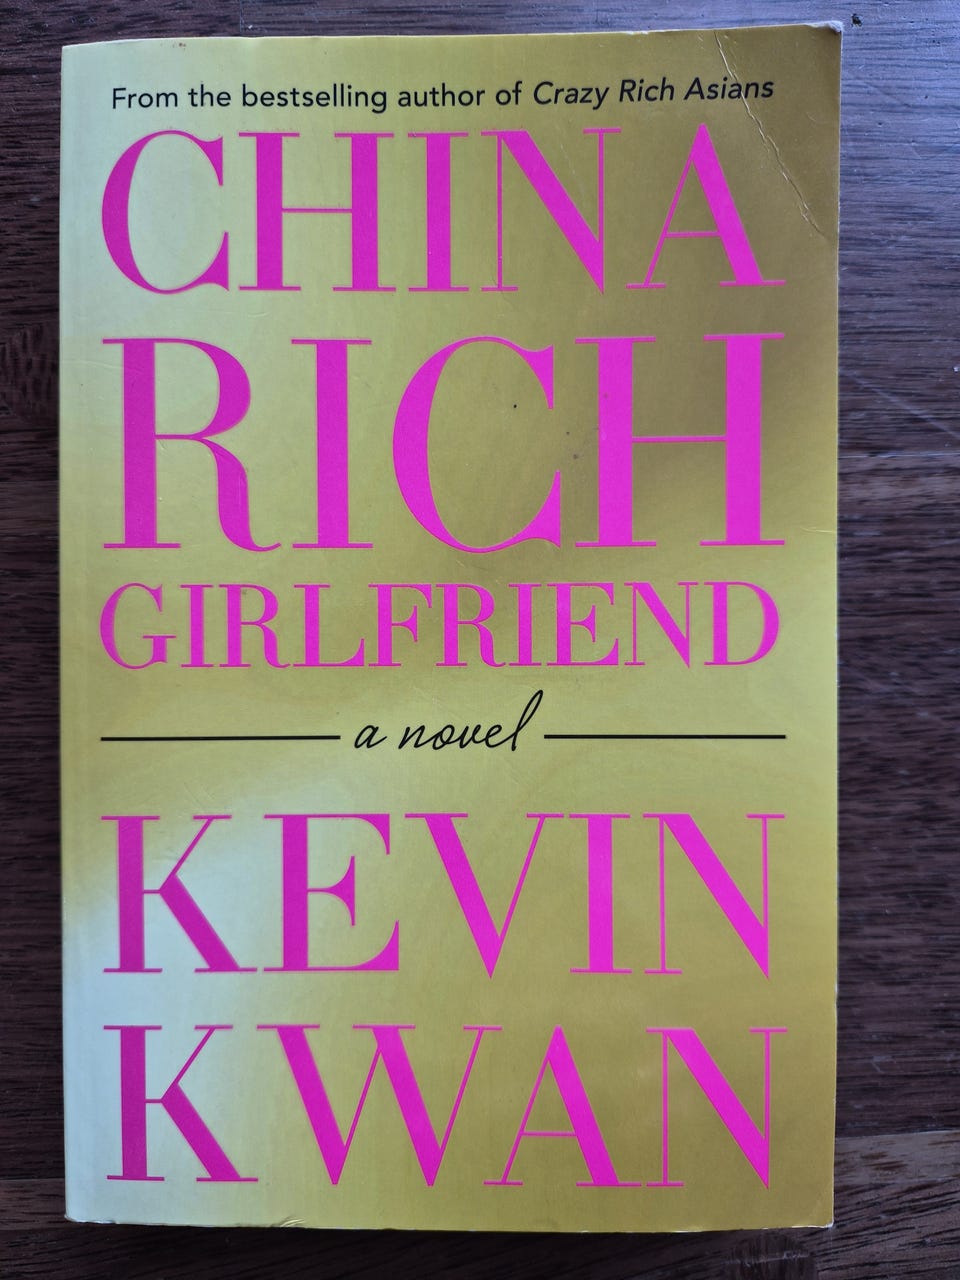 From the bestselling author of Crazy Rich Asians
CHINA
RICH
GIRLFRIEND
a novel
KEVIN
KWAN